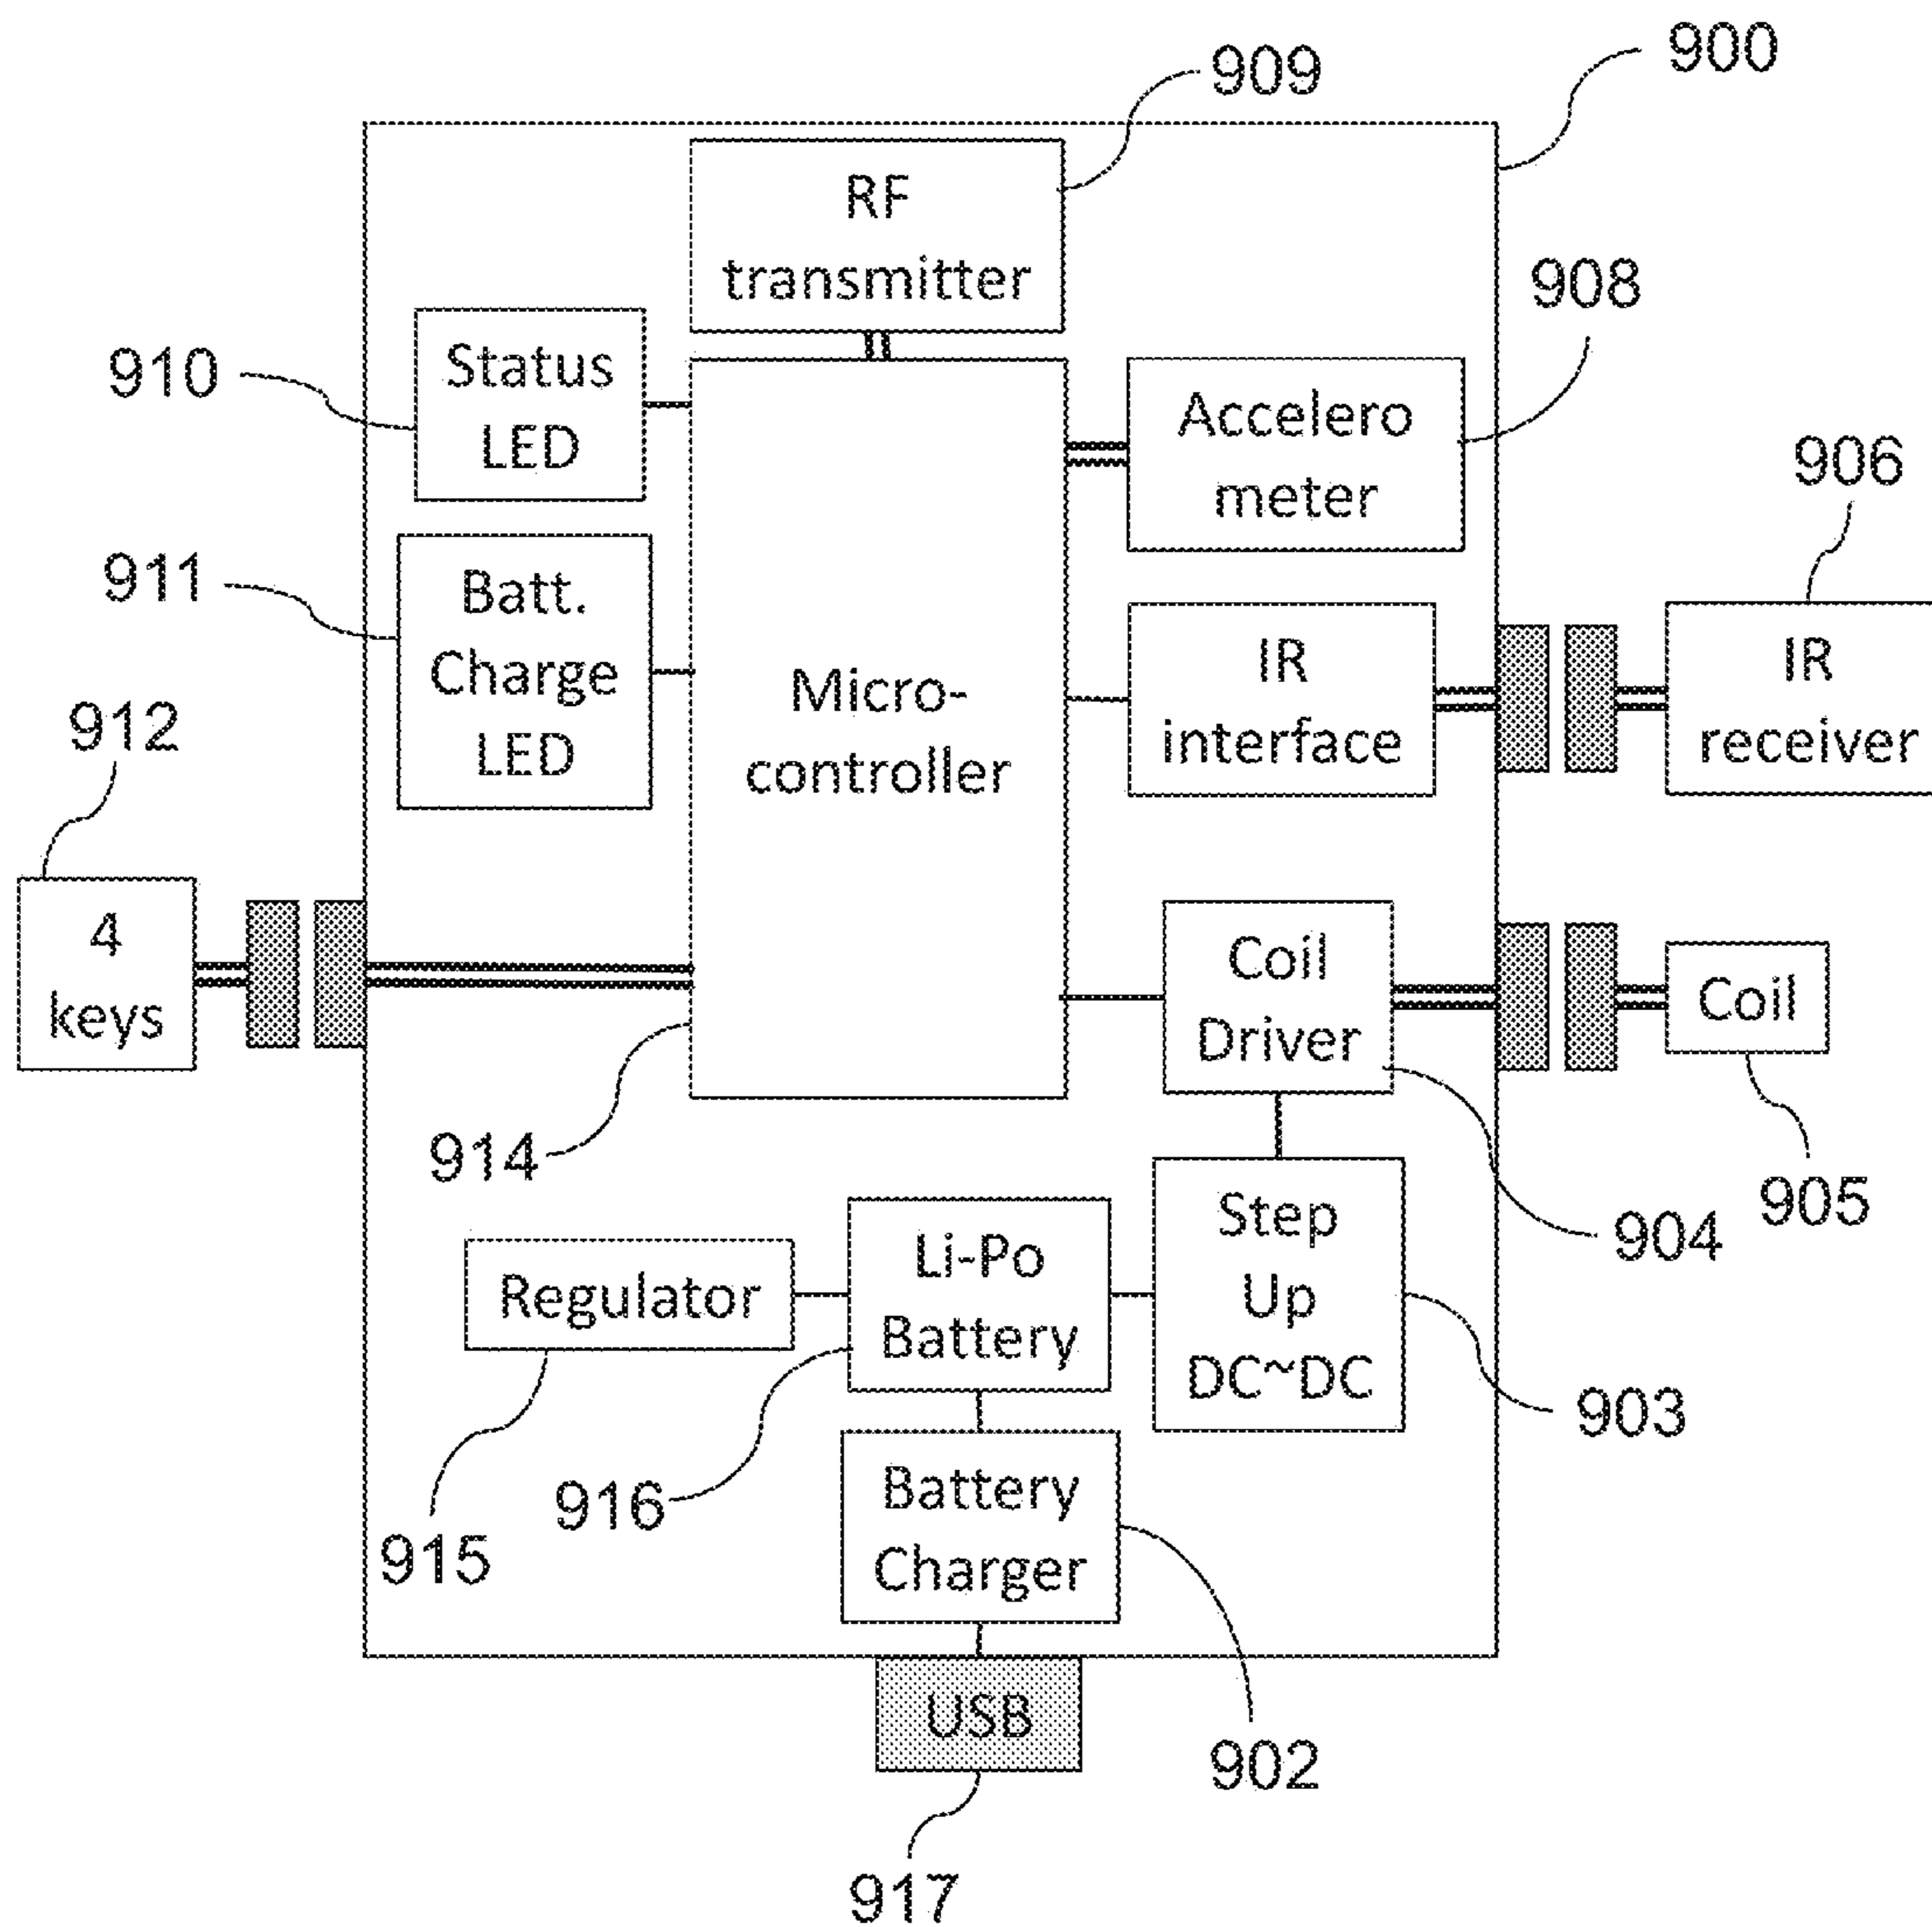 900
909
RF
transmitter
908
910
Status
LED
Accelero
meter
906
911
Batt.
Charge
LED
912
Micro-
controller
IR
interface
IR
receiver
4
keys
Coil
Driver
Coil
914
905
904
Step
Up
DC~DC
Li-Po
Battery
Regulator
903
916
915
Battery
Charger
USB
902
917